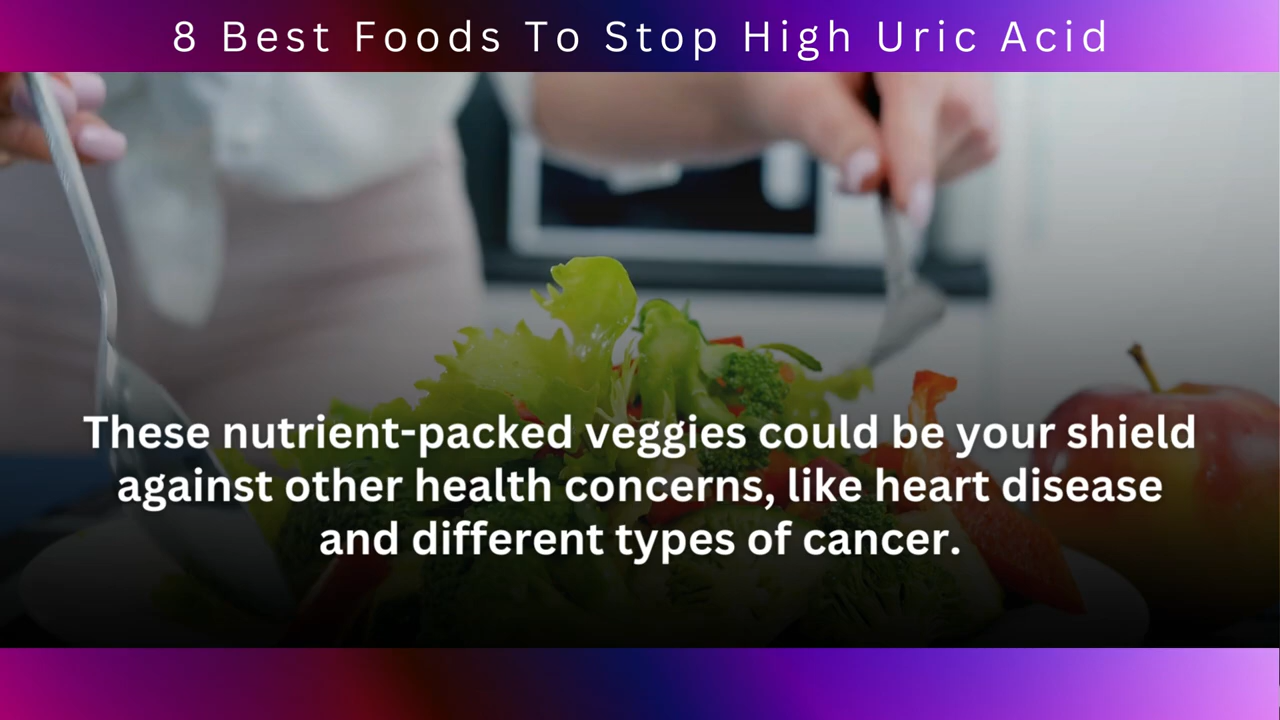 8 Best Foods To Stop High Uric Acid
These nutrient-packed veggies could be your shield
against other health concerns, like heart disease
and different types of cancer.